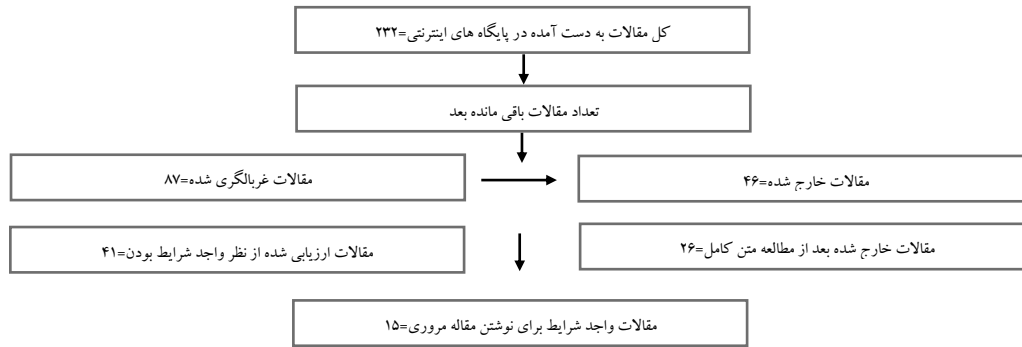 کل مقالات به دست آمده در پایگاه های اینترنتی=۲۳۲
تعداد مقالات باقی مانده بعد
مقالات غربالگری شده=۸۷
مقالات خارج شده=۴۶
مقالات ارزیابی شده از نظر واجد شرایط بودن=۴۱
مقالات خارج شده بعد از مطالعه متن کامل=۲۶
مقالات واجد شرایط برای نوشتن مقاله مروری=۱۵